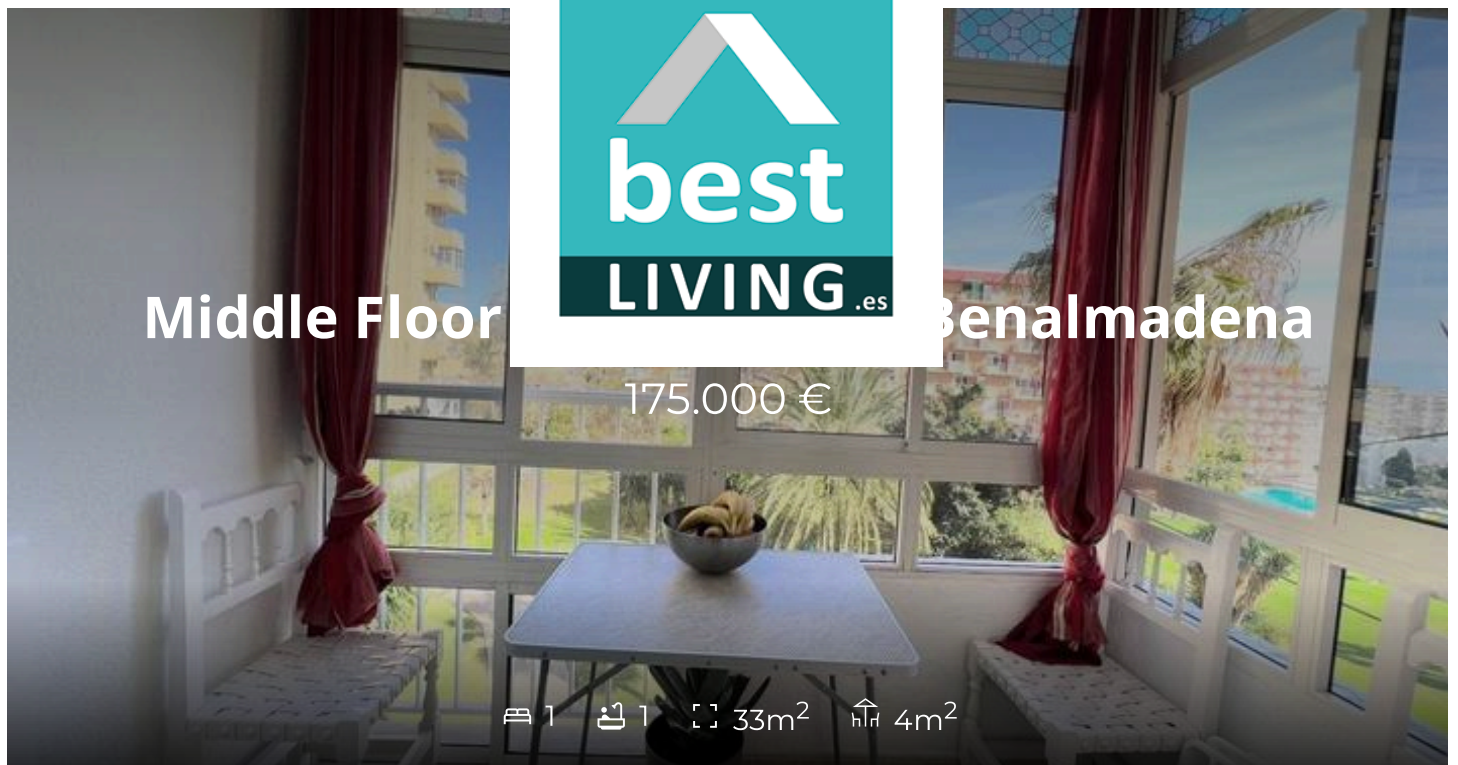 best
LIVING.es
Middle Floor Benalmadena
175.000 €
1 1 33m² 4m²